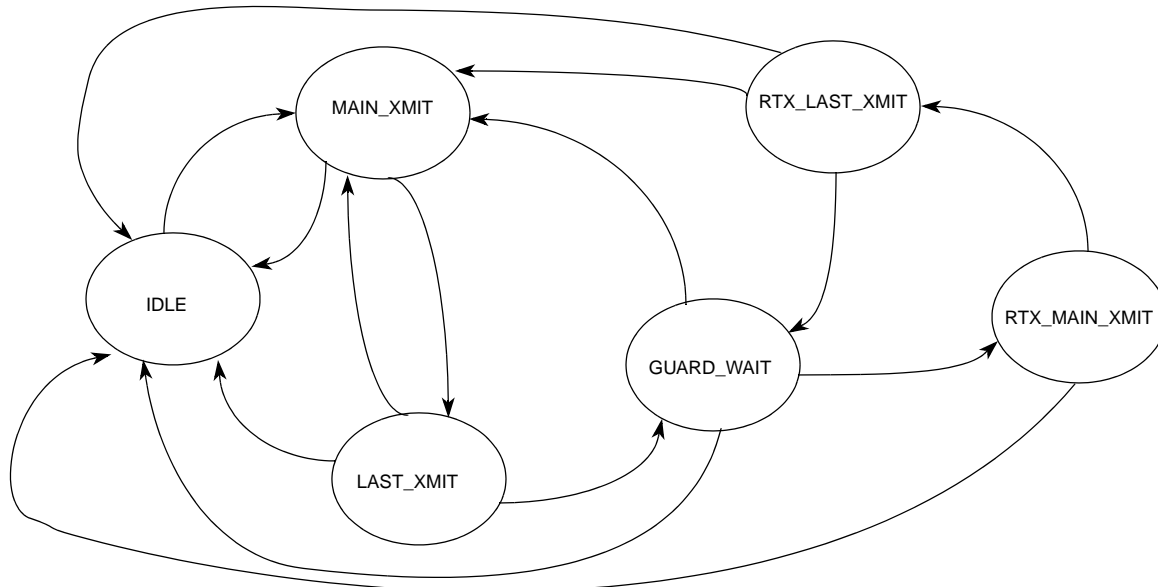 RTX_LAST_XMIT
MAIN_XMIT
IDLE
RTX_MAIN_XMIT
GUARD_WAIT
LAST_XMIT